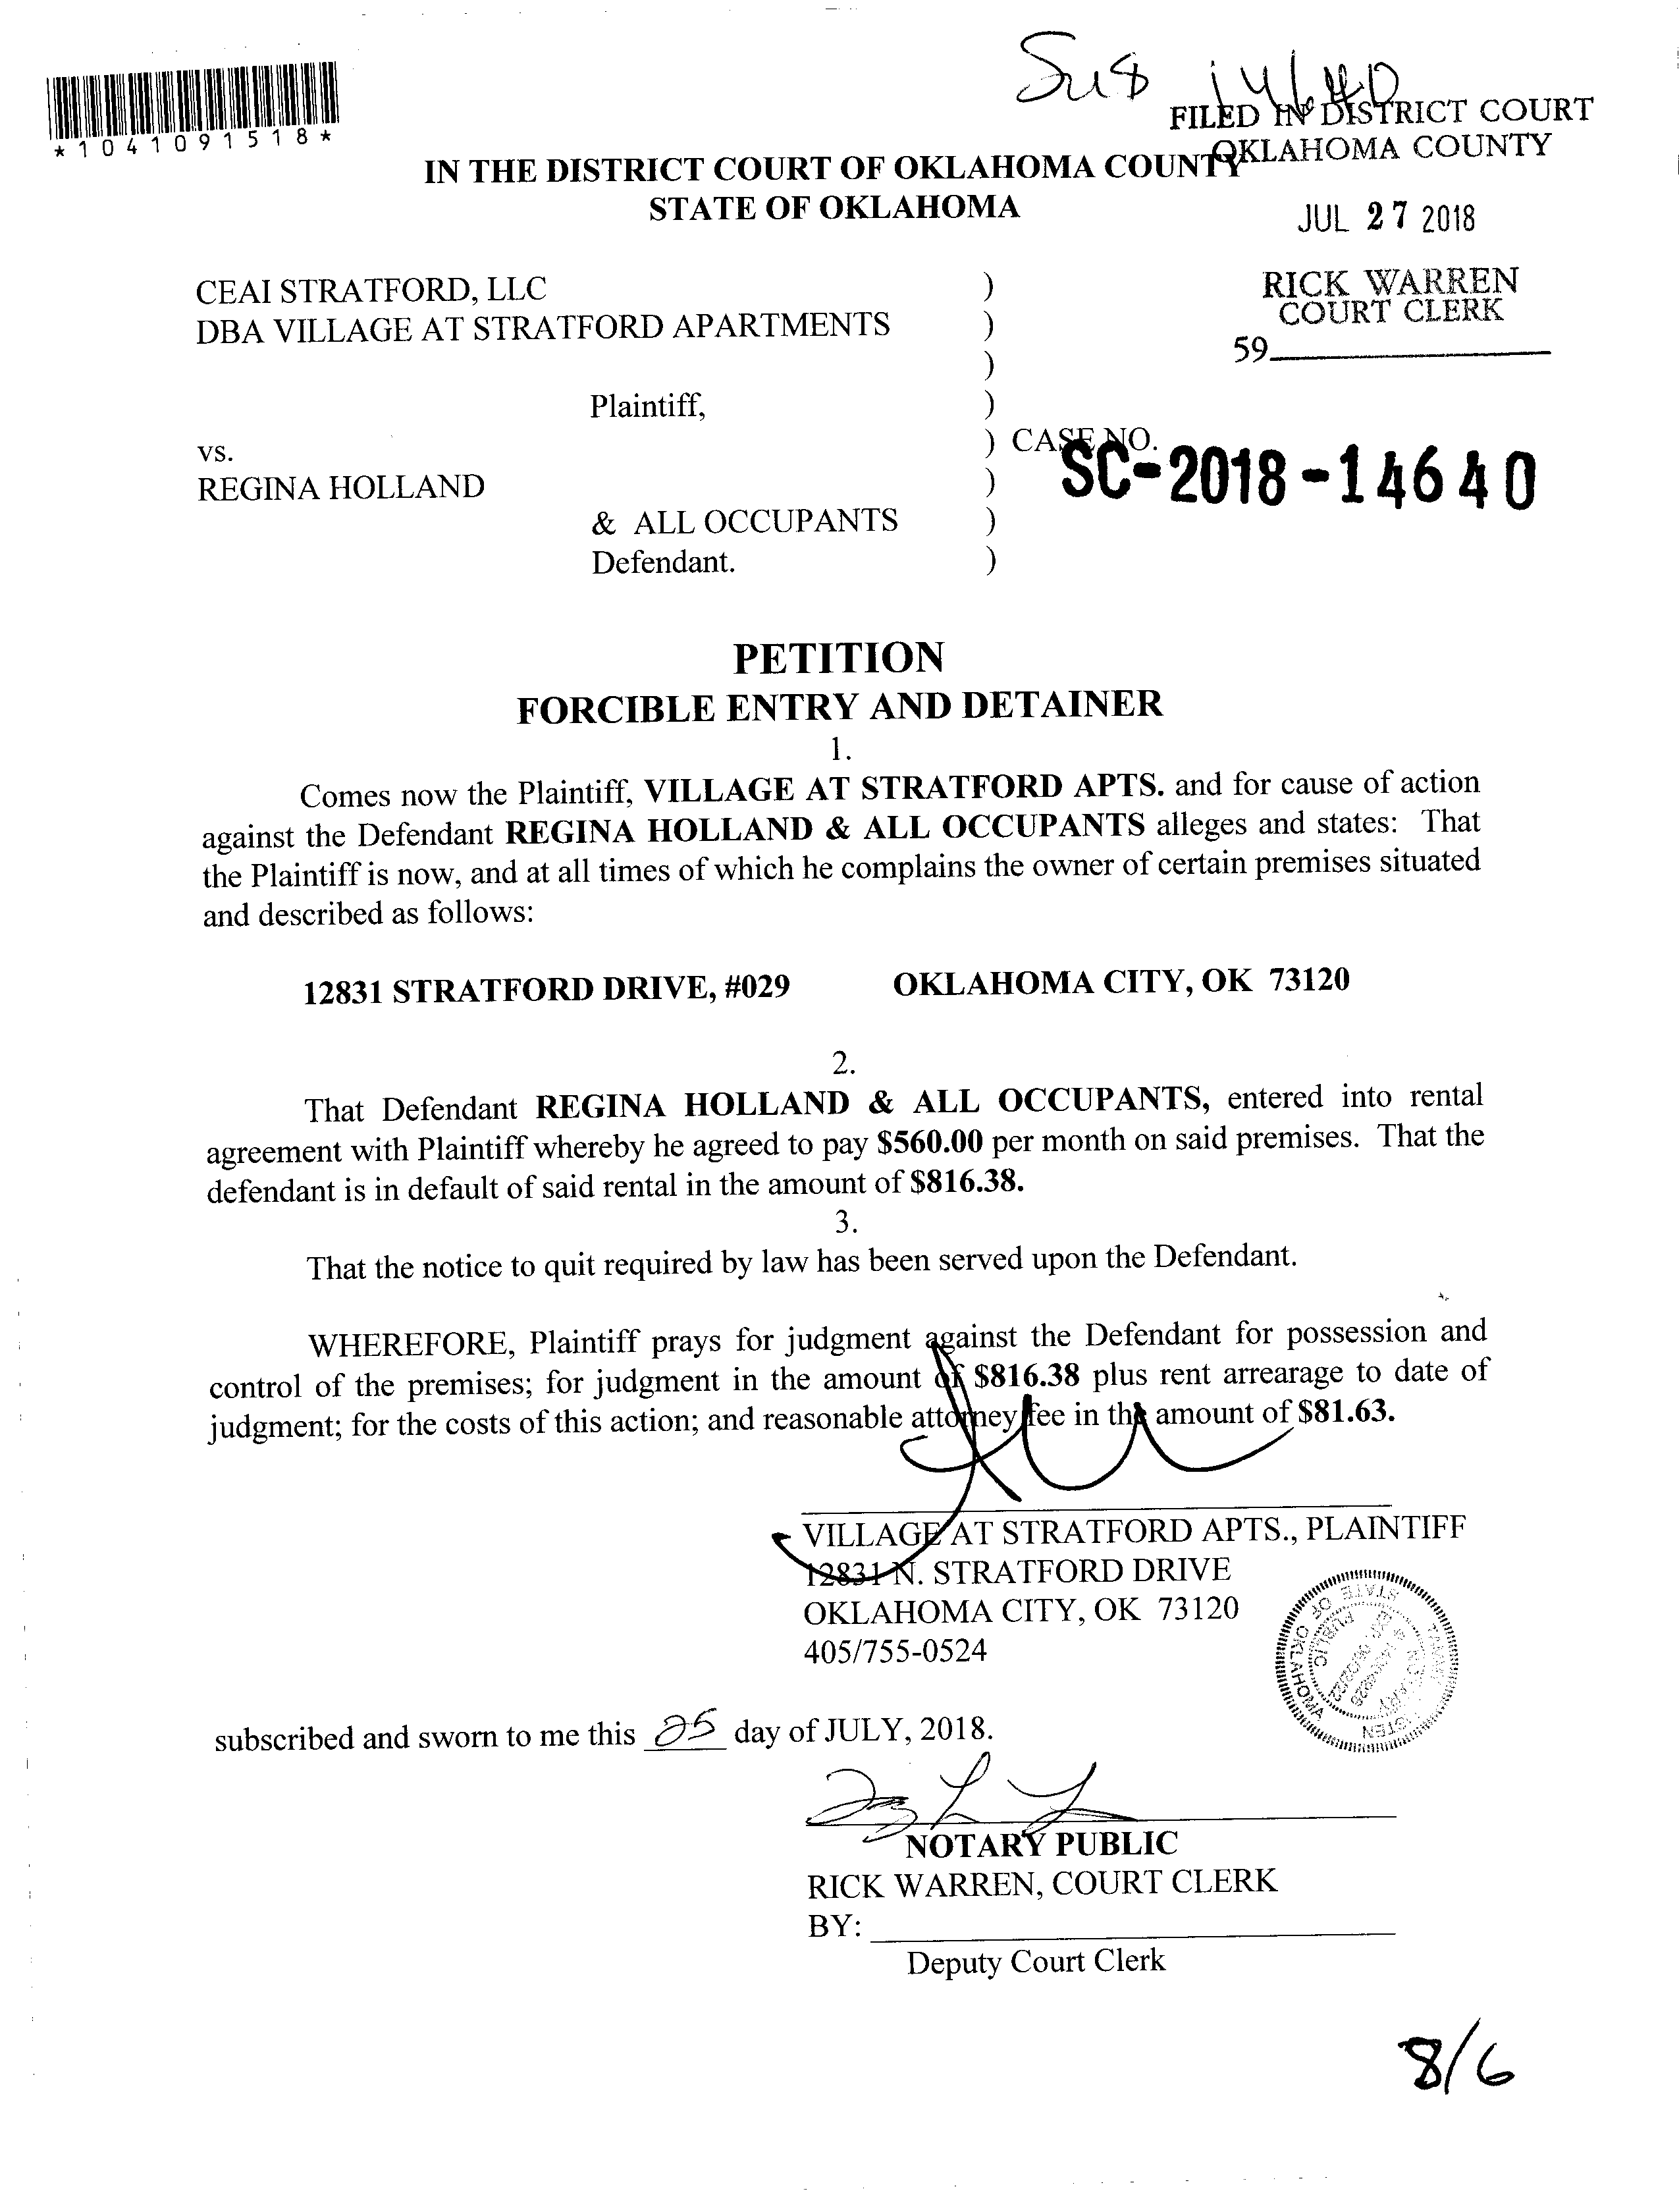 *1041091518*
FILED IN DISTRICT COURT
OKLAHOMA COUNTY
IN THE DISTRICT COURT OF OKLAHOMA COUNTY
STATE OF OKLAHOMA
JUL 27 2018
RICK WARREN
COURT CLERK
59
CEAI STRATFORD, LLC )
DBA VILLAGE AT STRATFORD APARTMENTS )
)
Plaintiff, )
vs. ) CASE NO.
SC-2018-14640
REGINA HOLLAND )
& ALL OCCUPANTS )
Defendant. )
PETITION
FORCIBLE ENTRY AND DETAINER
1.
Comes now the Plaintiff, VILLAGE AT STRATFORD APTS. and for cause of action
against the Defendant REGINA HOLLAND & ALL OCCUPANTS alleges and states: That
the Plaintiff is now, and at all times of which he complains the owner of certain premises situated
and described as follows:
12831 STRATFORD DRIVE, #029 OKLAHOMA CITY, OK 73120
2.
That Defendant REGINA HOLLAND & ALL OCCUPANTS, entered into rental
agreement with Plaintiff whereby he agreed to pay $560.00 per month on said premises. That the
defendant is in default of said rental in the amount of $816.38.
3.
That the notice to quit required by law has been served upon the Defendant.
WHEREFORE, Plaintiff prays for judgment against the Defendant for possession and
control of the premises; for judgment in the amount of $816.38 plus rent arrearage to date of
judgment; for the costs of this action; and reasonable attorney fee in the amount of $81.63.
VILLAGE AT STRATFORD APTS., PLAINTIFF
12831 N. STRATFORD DRIVE
OKLAHOMA CITY, OK 73120
405/755-0524
STATE OF OKLAHOMA
PUBLIC
subscribed and sworn to me this 25 day of JULY, 2018.
NOTARY PUBLIC
RICK WARREN, COURT CLERK
BY:
Deputy Court Clerk
8/6